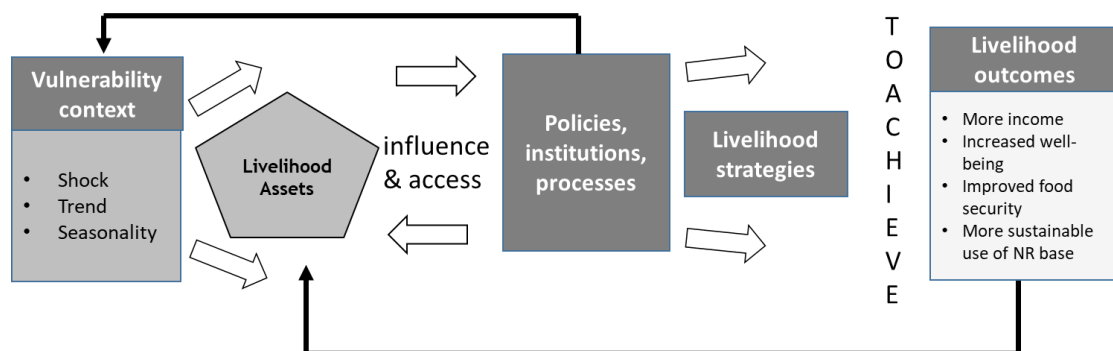 Vulnerability
context
• Shock
• Trend
• Seasonality
Livelihood
Assets
influence
& access
Policies,
institutions,
processes
Livelihood
strategies
T
O
A
C
H
I
E
V
E
Livelihood
outcomes
• More income
• Increased well-
being
• Improved food
security
• More sustainable
use of NR base